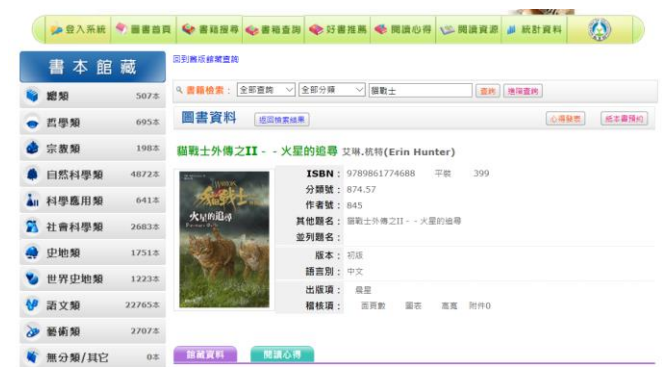 登入系統 圖書首頁 書籍搜尋 書箱查詢 好書推薦 閱讀心得 閱讀資源 統計資料
書本館藏
總類 507本
哲學類 695本
宗教類 198本
自然科學類 4872本
科學應用類 641本
社會科學類 2683本
史地類 1751本
世界史地類 1223本
語文類 22765本
藝術類 2707本
無分類/其它 0本
回到舊版館藏查詢
書籍檢索： 全部查詢 全部分類 貓戰士 查詢 進階查詢
圖書資料 返回檢索結果 心得發表 紙本書預約
貓戰士外傳之II - - 火星的追尋 艾琳.杭特(Erin Hunter)
貓戰士
火星的追尋
ISBN： 9789861774688 平裝 399
分類號： 874.57
作者號： 845
其他題名： 貓戰士外傳之II - - 火星的追尋
並列題名：
版本： 初版
語言別： 中文
出版項： 晨星
稽核項： 面頁數 圖表 高寬 附件0
館藏資料 閱讀心得